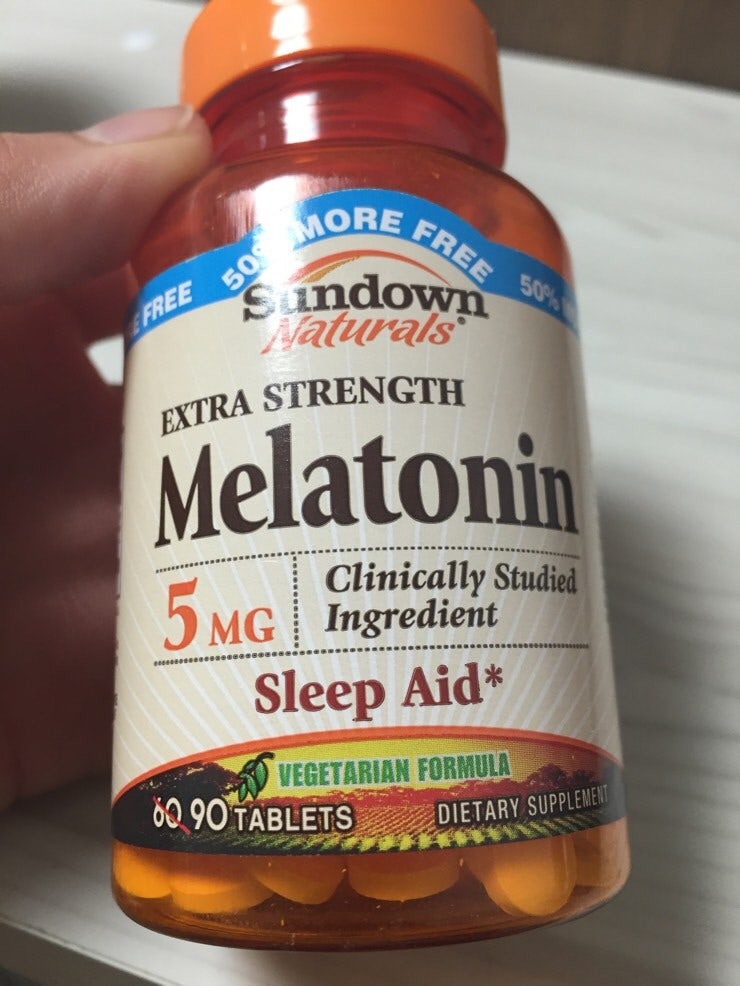 E FREE 50% MORE FREE 50% M
Sundown
Naturals®
EXTRA STRENGTH
Melatonin
5 MG
Clinically Studied
Ingredient
Sleep Aid*
VEGETARIAN FORMULA
60 90 TABLETS
DIETARY SUPPLEMENT